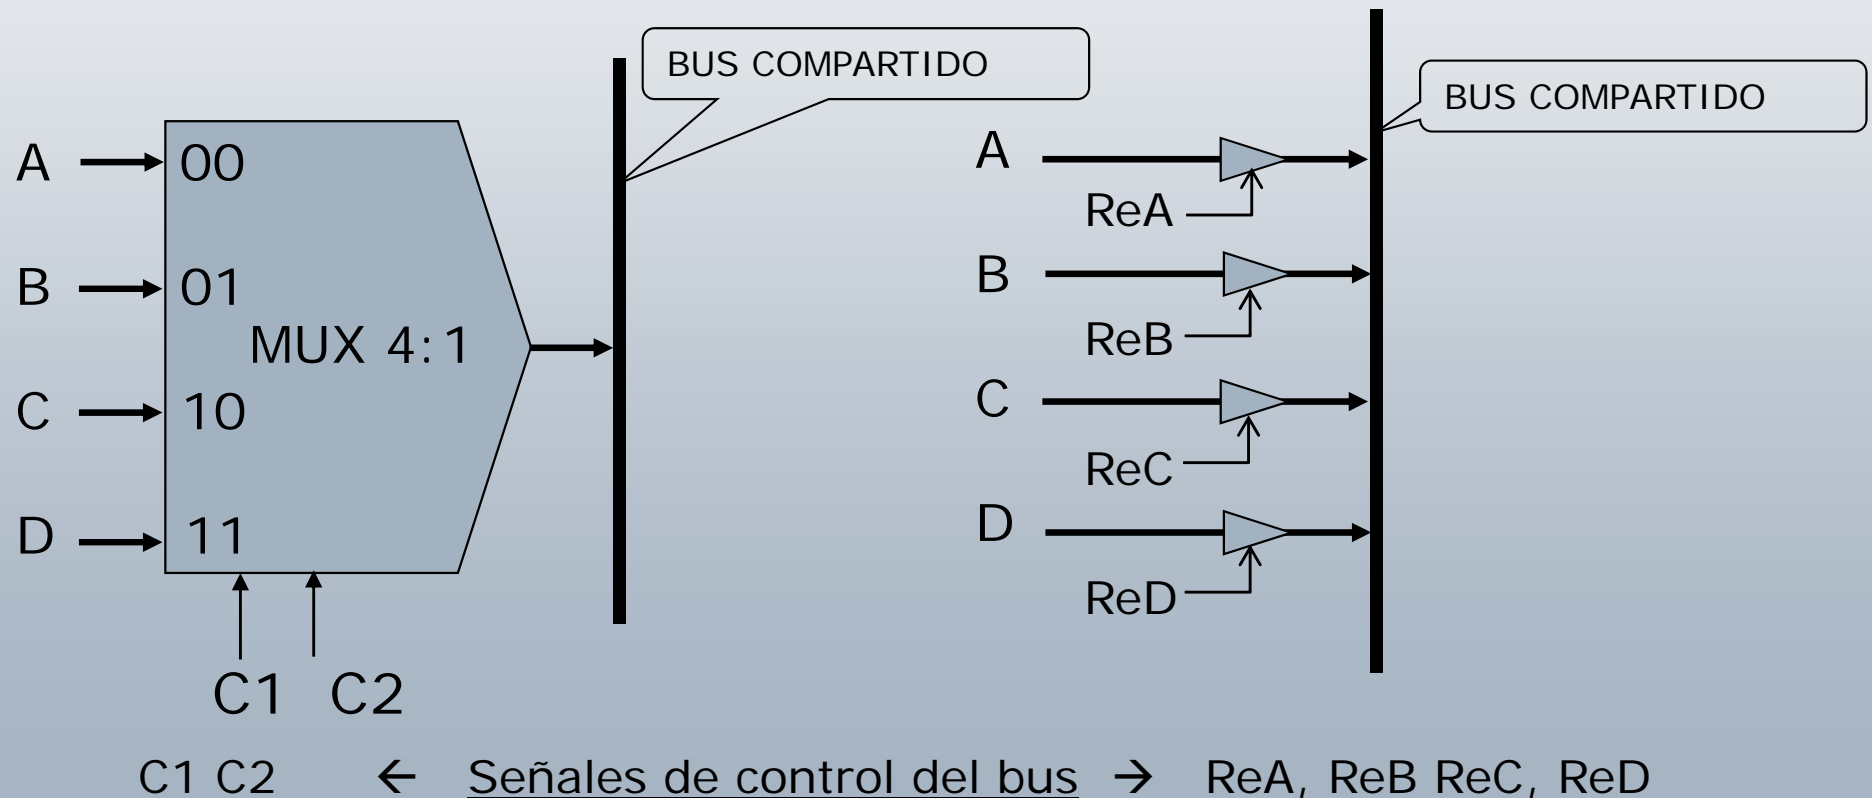 BUS COMPARTIDO
A
00
B
01
MUX 4:1
C
10
D
11
C1 C2
BUS COMPARTIDO
A
ReA
B
ReB
C
ReC
D
ReD
C1 C2 ← Señales de control del bus → ReA, ReB ReC, ReD